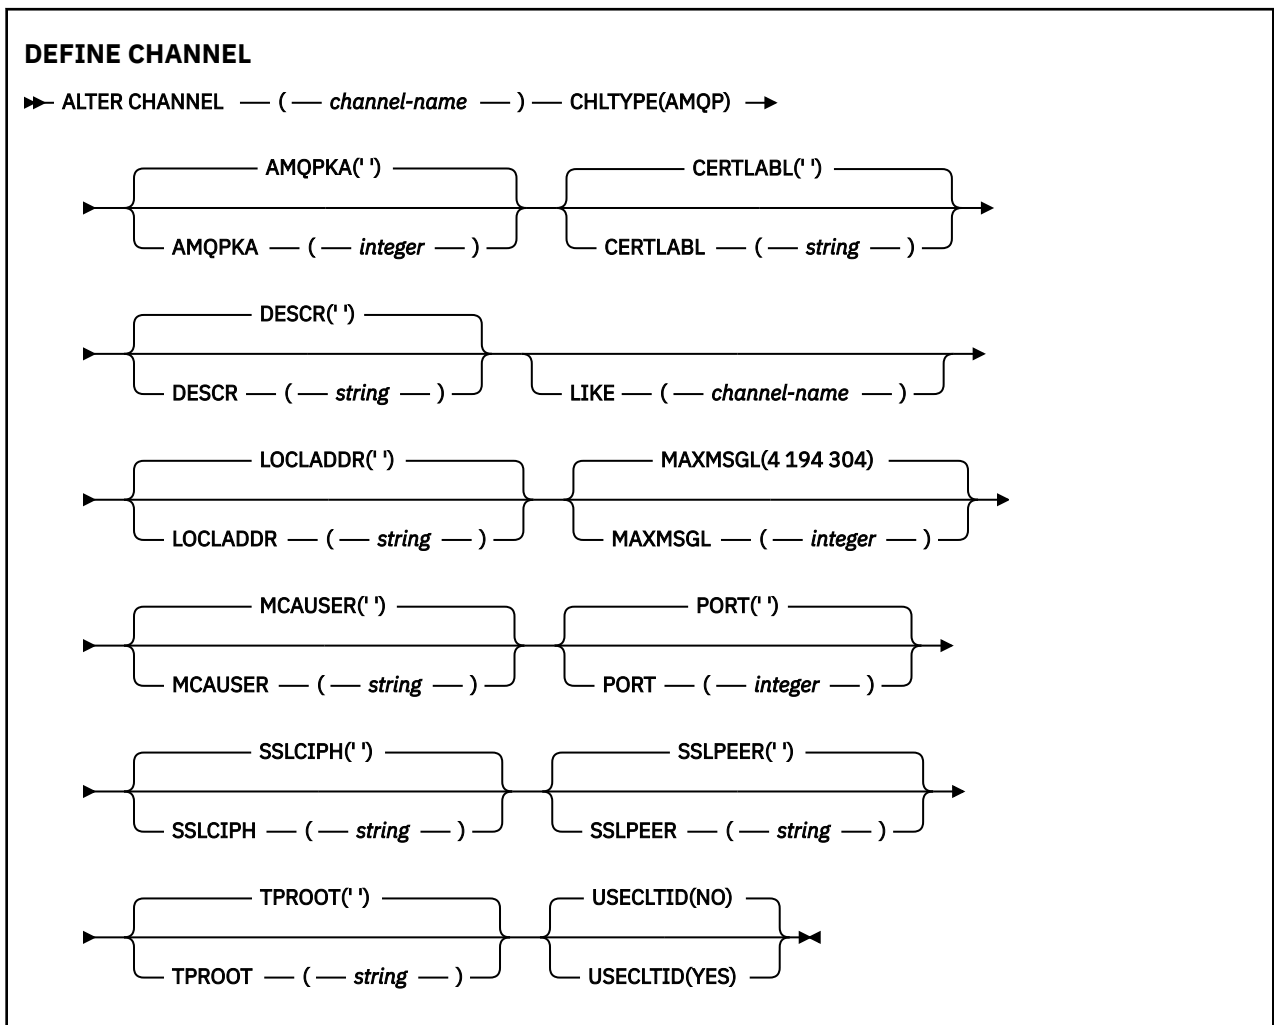 DEFINE CHANNEL
ALTER CHANNEL ( channel-name ) CHLTYPE(AMQP)
AMQPKA(' ') CERTLABL(' ')
AMQPKA ( integer ) CERTLABL ( string )
DESCR(' ')
DESCR ( string ) LIKE ( channel-name )
LOCLADDR(' ') MAXMSGL(4 194 304)
LOCLADDR ( string ) MAXMSGL ( integer )
MCAUSER(' ') PORT(' ')
MCAUSER ( string ) PORT ( integer )
SSLCIPH(' ') SSLPEER(' ')
SSLCIPH ( string ) SSLPEER ( string )
TPROOT(' ') USECLTID(NO)
TPROOT ( string ) USECLTID(YES)